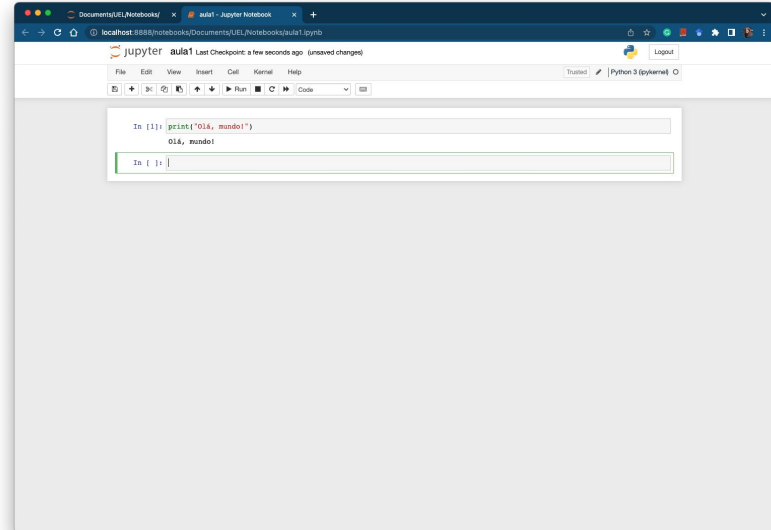 Documents/UEL/Notebooks/
aula1 - Jupyter Notebook
localhost:8888/notebooks/Documents/UEL/Notebooks/aula1.ipynb
jupyter aula1 Last Checkpoint: a few seconds ago (unsaved changes)
Logout
File Edit View Insert Cell Kernel Help
Trusted Python 3 (ipykernel)
Run Code
In [1]: print("Olá, mundo!")
Olá, mundo!
In [ ]: